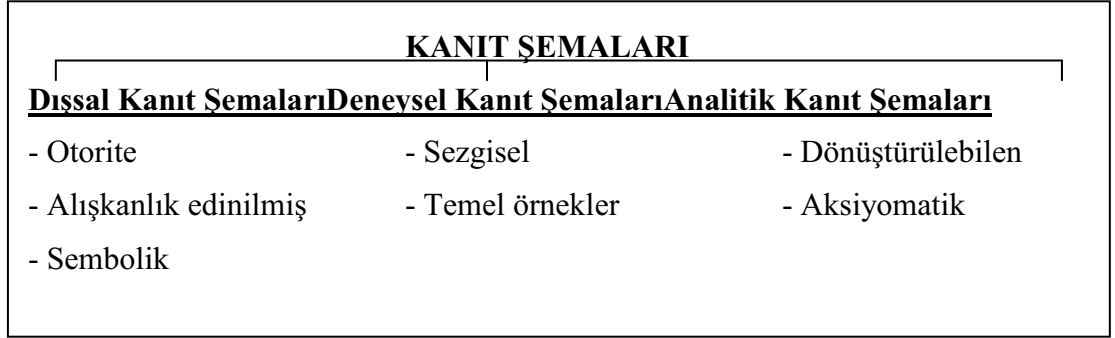 KANIT ŞEMALARI
Dışsal Kanıt ŞemalarıDeneysel Kanıt ŞemalarıAnalitik Kanıt Şemaları
- Otorite - Sezgisel - Dönüştürülebilen
- Alışkanlık edinilmiş - Temel örnekler - Aksiyomatik
- Sembolik